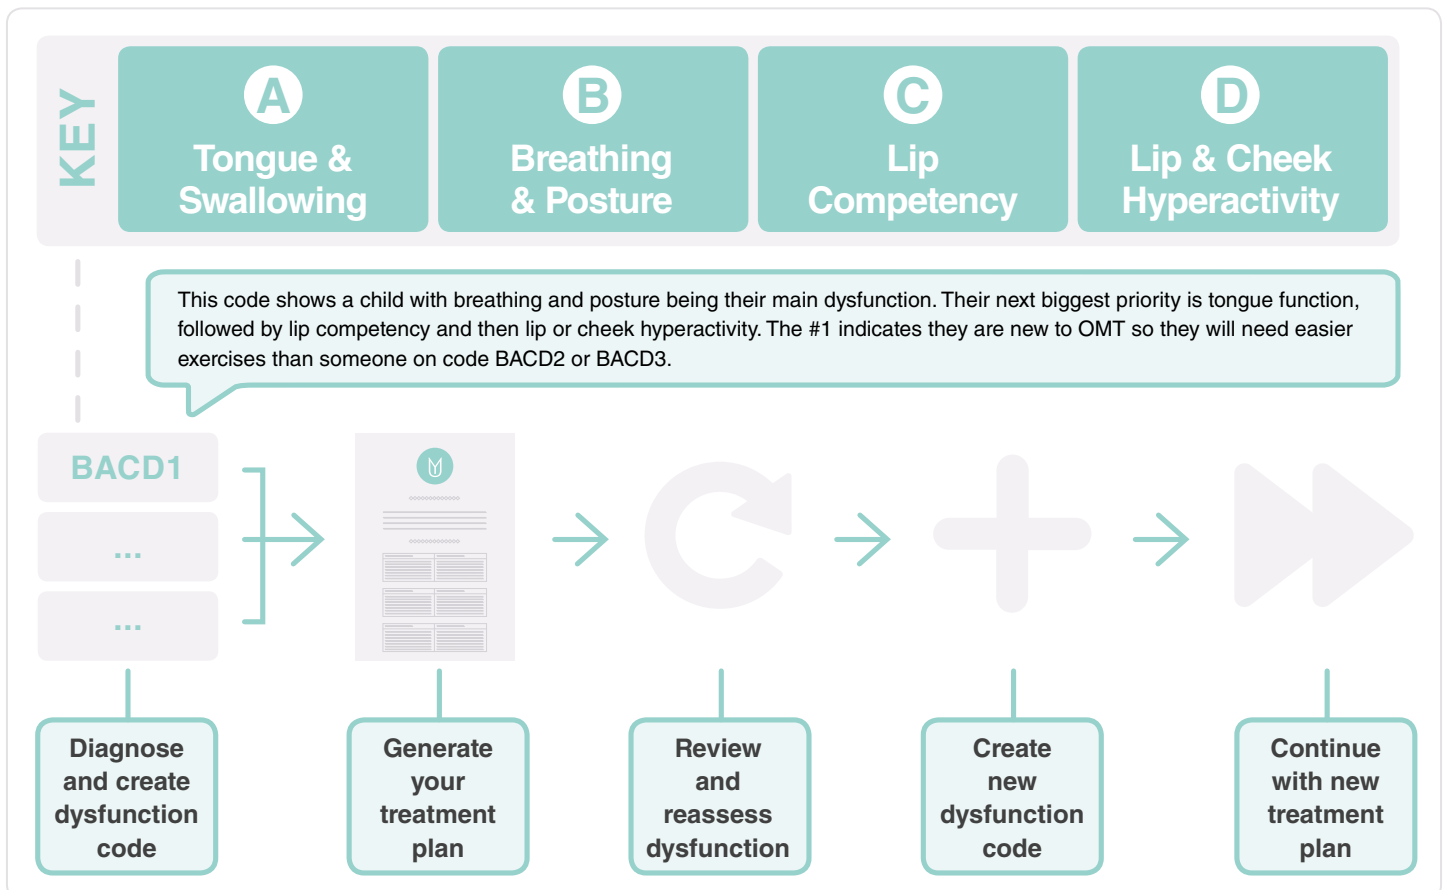 KEY
A
Tongue &
Swallowing
B
Breathing
& Posture
C
Lip
Competency
D
Lip & Cheek
Hyperactivity
This code shows a child with breathing and posture being their main dysfunction. Their next biggest priority is tongue function,
followed by lip competency and then lip or cheek hyperactivity. The #1 indicates they are new to OMT so they will need easier
exercises than someone on code BACD2 or BACD3.
BACD1
...
...
Diagnose
and create
dysfunction
code
Generate
your
treatment
plan
Review
and
reassess
dysfunction
Create
new
dysfunction
code
Continue
with new
treatment
plan